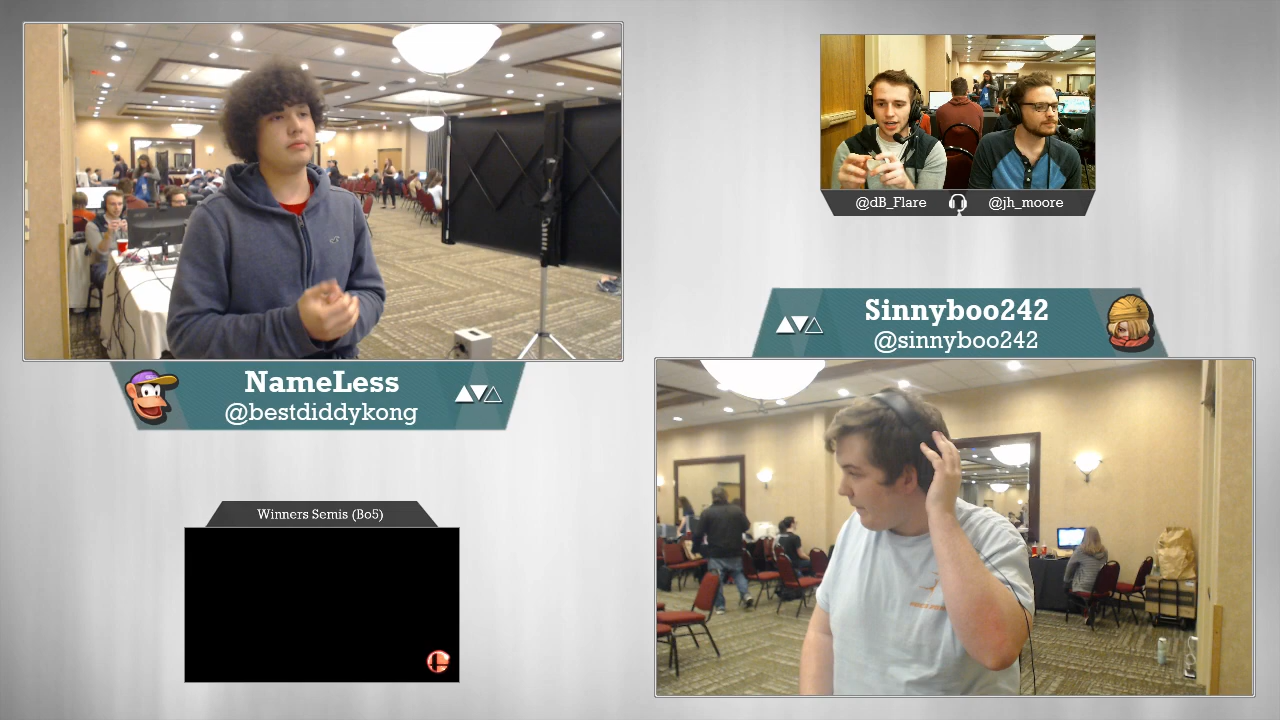 @dB_Flare
@jh_moore
Sinnyboo242
@sinnyboo242
NameLess
@bestdiddykong
Winners Semis (Bo5)